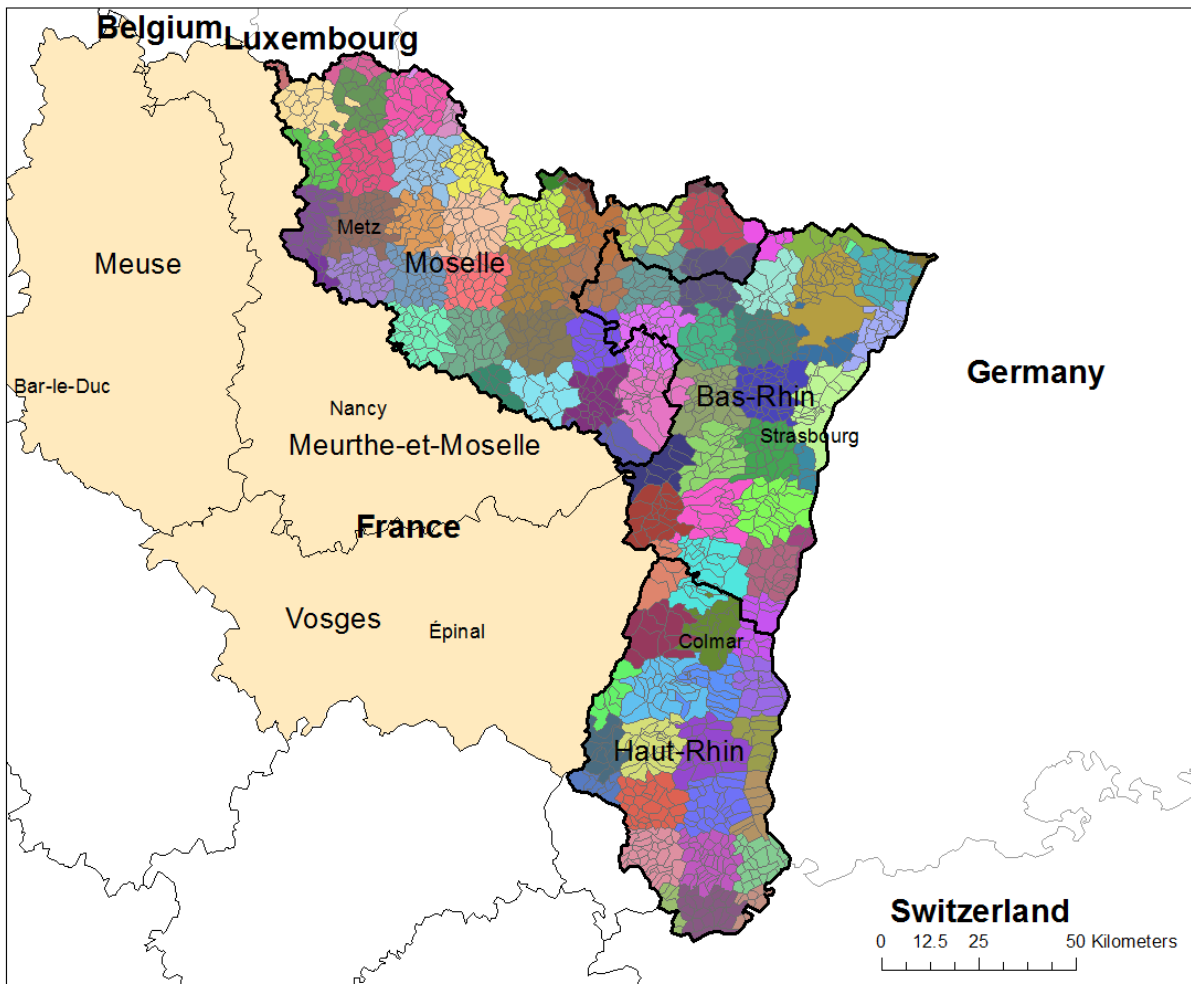 Belgium
Luxembourg
Metz
Meuse
Moselle
Germany
Bar-le-Duc
Nancy
Bas-Rhin
Strasbourg
Meurthe-et-Moselle
France
Vosges
Épinal
Colmar
Haut-Rhin
Switzerland
0 12.5 25 50 Kilometers